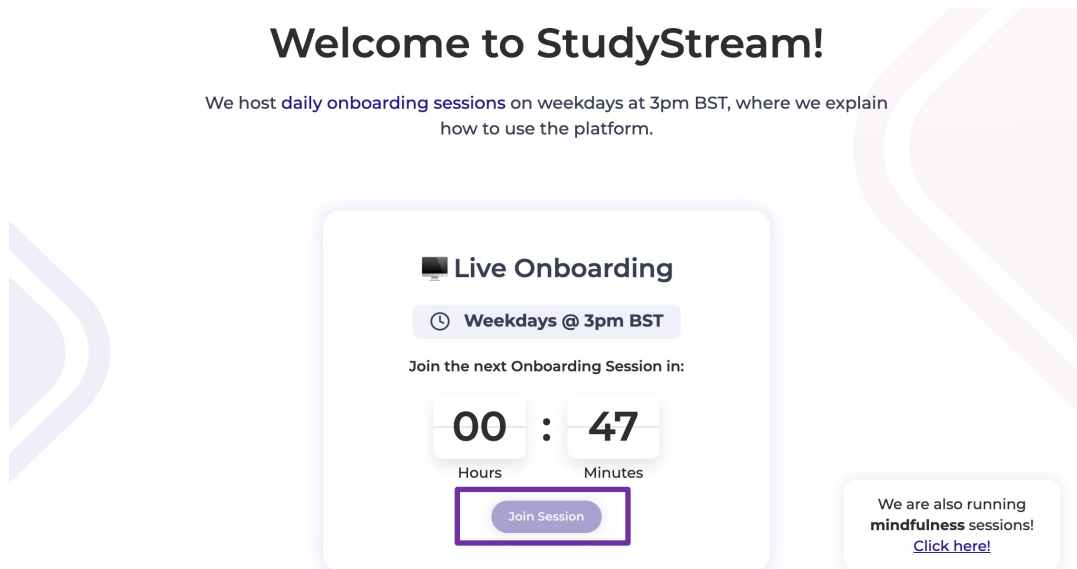 Welcome to StudyStream!
We host daily onboarding sessions on weekdays at 3pm BST, where we explain
how to use the platform.
Live Onboarding
Weekdays @ 3pm BST
Join the next Onboarding Session in:
00 : 47
Hours Minutes
Join Session
We are also running
mindfulness sessions!
Click here!